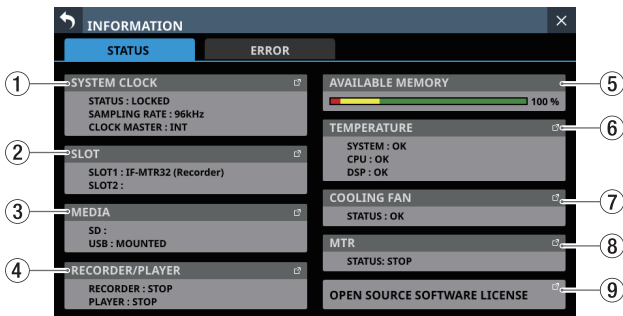 INFORMATION
STATUS
ERROR
1
SYSTEM CLOCK
STATUS : LOCKED
SAMPLING RATE : 96kHz
CLOCK MASTER : INT
2
SLOT
SLOT1 : IF-MTR32 (Recorder)
SLOT2 :
3
MEDIA
SD :
USB : MOUNTED
4
RECORDER/PLAYER
RECORDER : STOP
PLAYER : STOP
AVAILABLE MEMORY
5
100 %
TEMPERATURE
6
SYSTEM : OK
CPU : OK
DSP : OK
COOLING FAN
7
STATUS : OK
MTR
8
STATUS: STOP
OPEN SOURCE SOFTWARE LICENSE
9